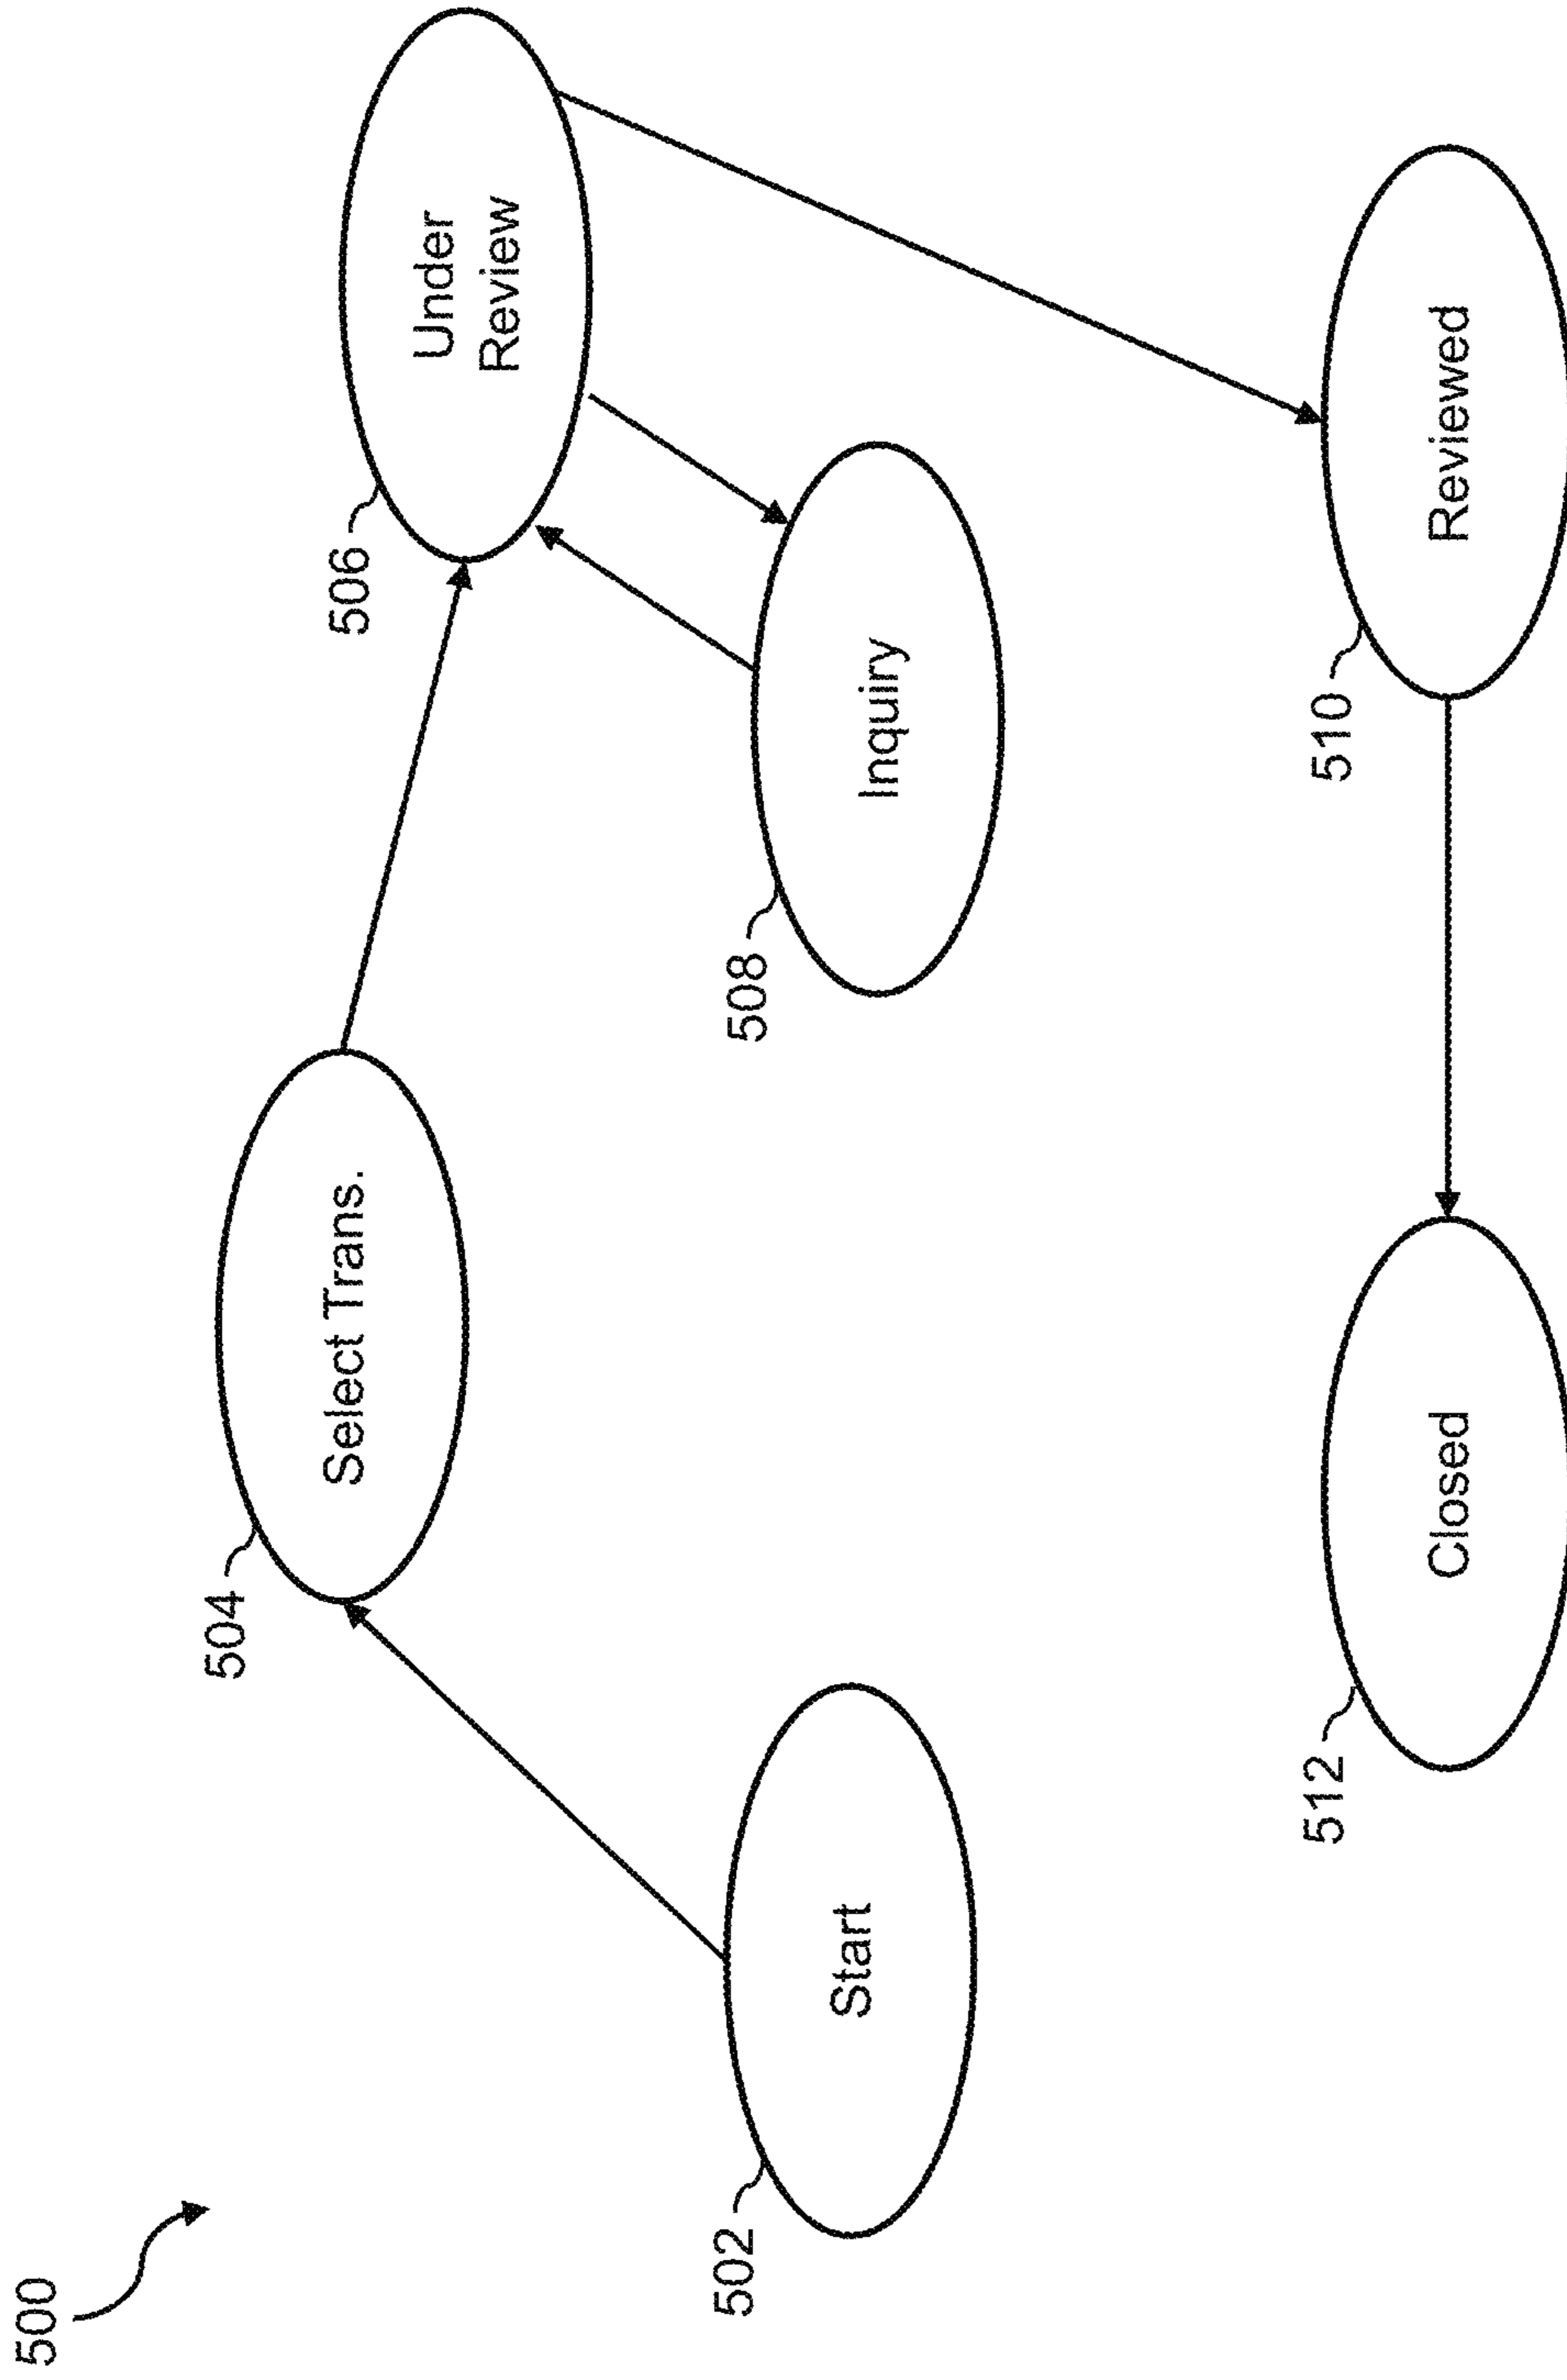 500
504
Select Trans.
506
Under
Review
502
Start
508
Inquiry
512
Closed
510
Reviewed